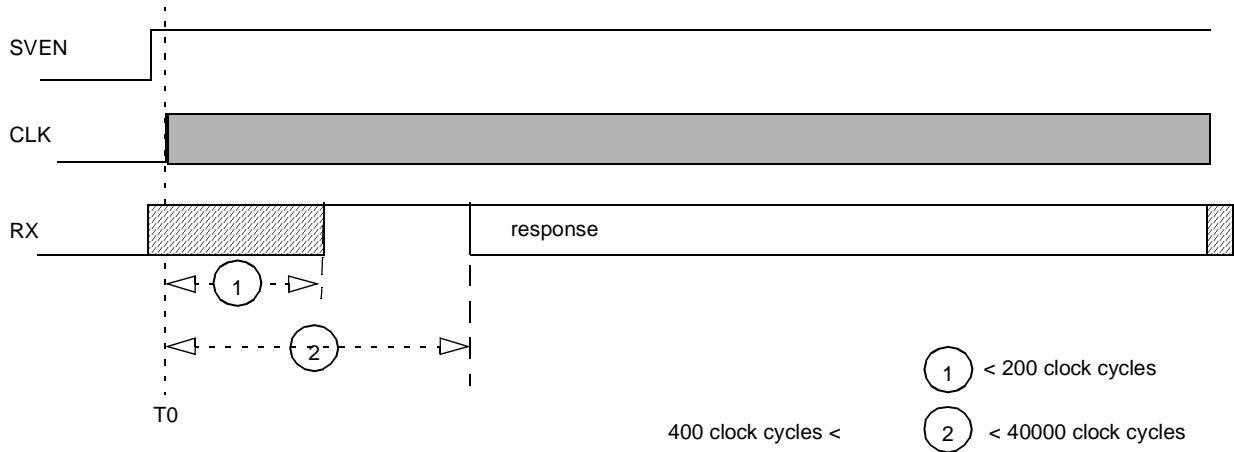 SVEN
CLK
RX
response
1
2
T0
1 < 200 clock cycles
400 clock cycles < 2 < 40000 clock cycles